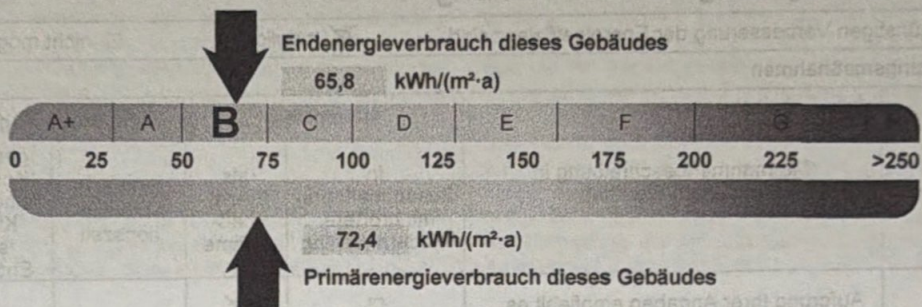 Endenergieverbrauch dieses Gebäudes
65,8 kWh/(m²·a)
A+ A B C D E F G H
0 25 50 75 100 125 150 175 200 225 >250
72,4 kWh/(m²·a)
Primärenergieverbrauch dieses Gebäudes